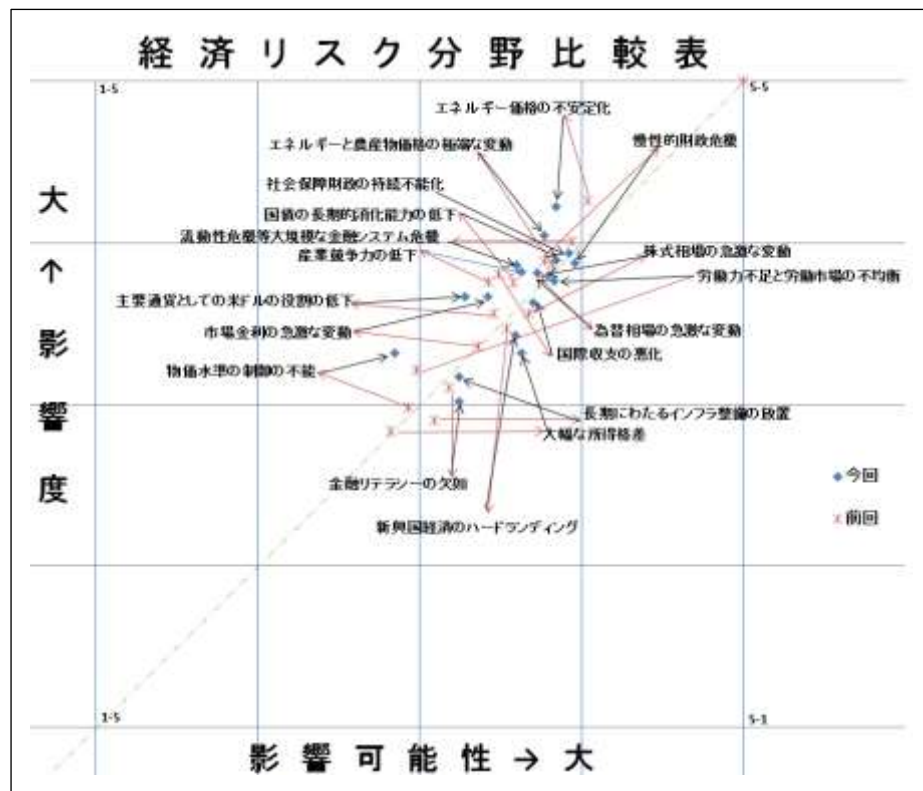 経済リスク分野比較表
1-5
5-5
エネルギー価格の不安定化
エネルギーと農産物価格の極端な変動
慢性的財政危機
社会保障財政の持続不能化
国債の長期的消化能力の低下
流動性危機等大規模な金融システム危機
産業競争力の低下
株式相場の急激な変動
労働力不足と労働市場の不均衡
主要通貨としての米ドルの役割の低下
市場金利の急激な変動
為替相場の急激な変動
国際収支の悪化
物価水準の制御の不能
長期にわたるインフラ整備の放置
大幅な所得格差
金融リテラシーの欠如
新興国経済のハードランディング
今回
前回
大↑影響度
1-5
5-1
影響可能性→大